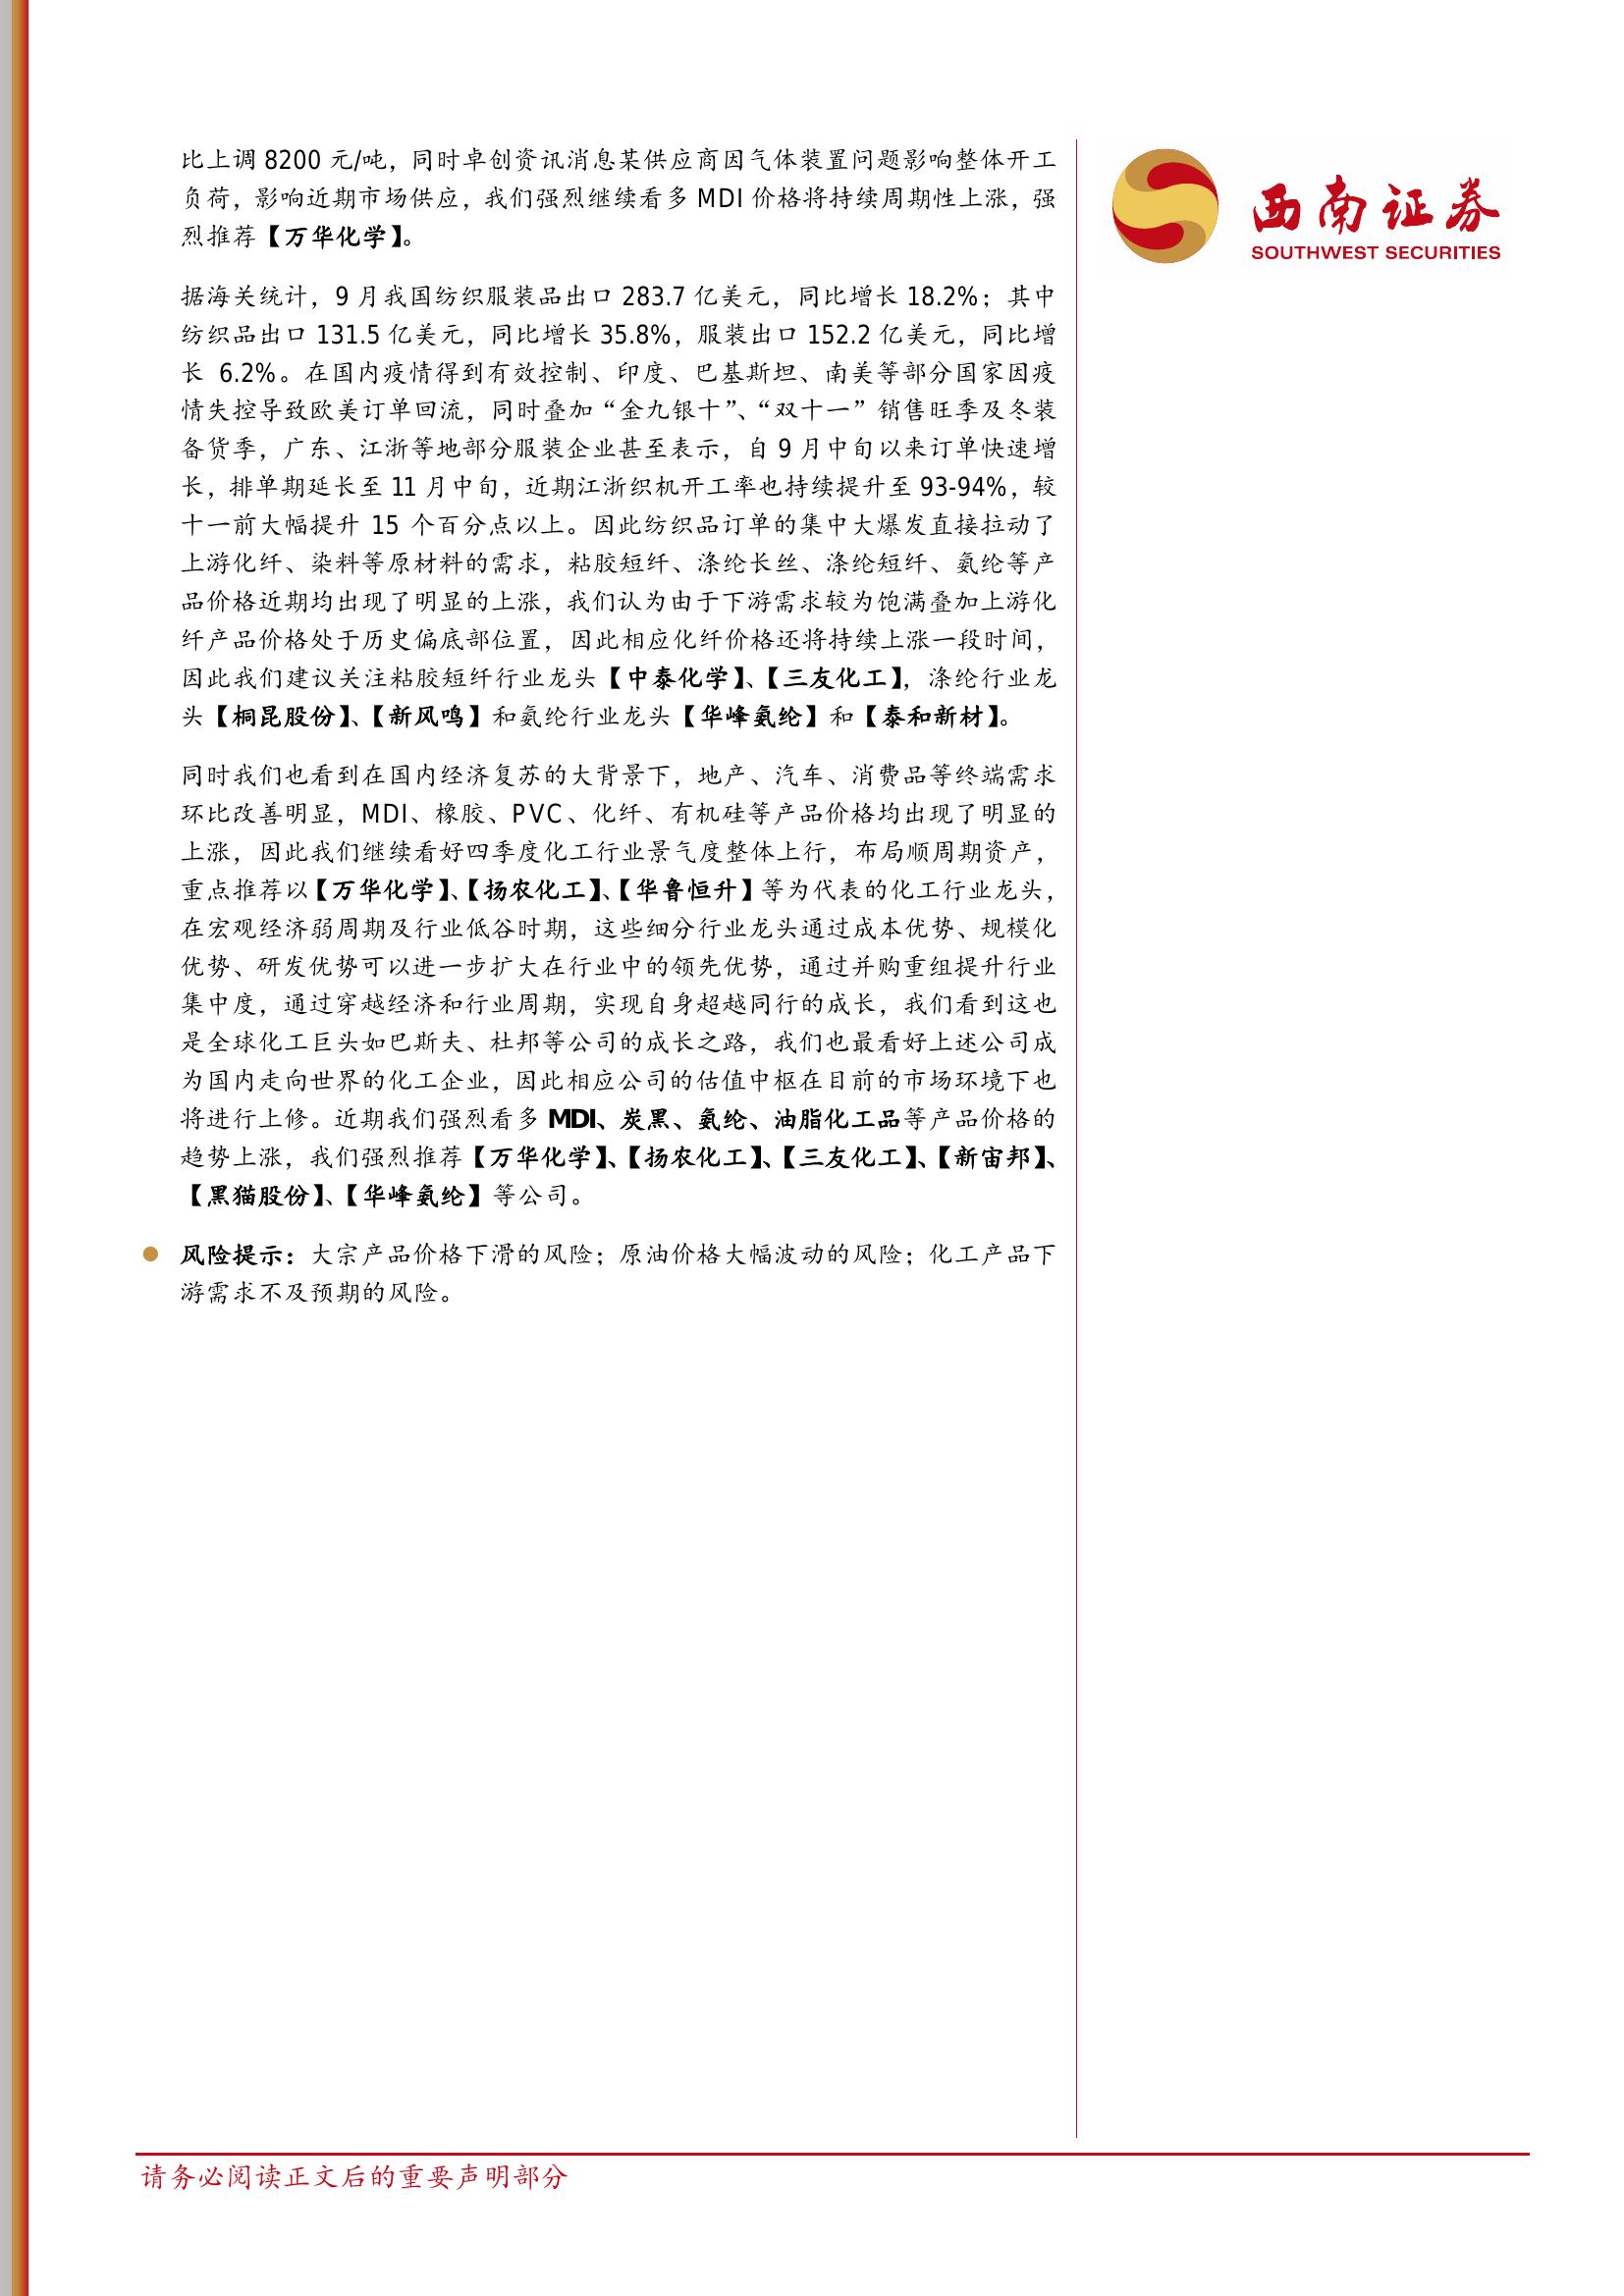 比上调 8200 元/吨，同时卓创资讯消息某供应商因气体装置问题影响整体开工
负荷，影响近期市场供应，我们强烈继续看多 MDI 价格将持续周期性上涨，强
烈推荐【万华化学】。
据海关统计，9 月我国纺织服装品出口 283.7 亿美元，同比增长 18.2%；其中
纺织品出口 131.5 亿美元，同比增长 35.8%，服装出口 152.2 亿美元，同比增
长 6.2%。在国内疫情得到有效控制、印度、巴基斯坦、南美等部分国家因疫
情失控导致欧美订单回流，同时叠加“金九银十”、“双十一”销售旺季及冬装
备货季，广东、江浙等地部分服装企业甚至表示，自 9 月中旬以来订单快速增
长，排单期延长至 11 月中旬，近期江浙织机开工率也持续提升至 93-94%，较
十一前大幅提升 15 个百分点以上。因此纺织品订单的集中大爆发直接拉动了
上游化纤、染料等原材料的需求，粘胶短纤、涤纶长丝、涤纶短纤、氨纶等产
品价格近期均出现了明显的上涨，我们认为由于下游需求较为饱满叠加上游化
纤产品价格处于历史偏底部位置，因此相应化纤价格还将持续上涨一段时间，
因此我们建议关注粘胶短纤行业龙头【中泰化学】、【三友化工】，涤纶行业龙
头【桐昆股份】、【新风鸣】和氨纶行业龙头【华峰氨纶】和【泰和新材】。
同时我们也看到在国内经济复苏的大背景下，地产、汽车、消费品等终端需求
环比改善明显，MDI、橡胶、PVC、化纤、有机硅等产品价格均出现了明显的
上涨，因此我们继续看好四季度化工行业景气度整体上行，布局顺周期资产，
重点推荐以【万华化学】、【扬农化工】、【华鲁恒升】等为代表的化工行业龙头，
在宏观经济弱周期及行业低谷时期，这些细分行业龙头通过成本优势、规模化
优势、研发优势可以进一步扩大在行业中的领先优势，通过并购重组提升行业
集中度，通过穿越经济和行业周期，实现自身超越同行的成长，我们看到这也
是全球化工巨头如巴斯夫、杜邦等公司的成长之路，我们也最看好上述公司成
为国内走向世界的化工企业，因此相应公司的估值中枢在目前的市场环境下也
将进行上修。近期我们强烈看多 MDI、炭黑、氨纶、油脂化工品等产品价格的
趋势上涨，我们强烈推荐【万华化学】、【扬农化工】、【三友化工】、【新宙邦】、
【黑猫股份】、【华峰氨纶】等公司。
● 风险提示：大宗产品价格下滑的风险；原油价格大幅波动的风险；化工产品下
游需求不及预期的风险。
西南证券
SOUTHWEST SECURITIES
请务必阅读正文后的重要声明部分